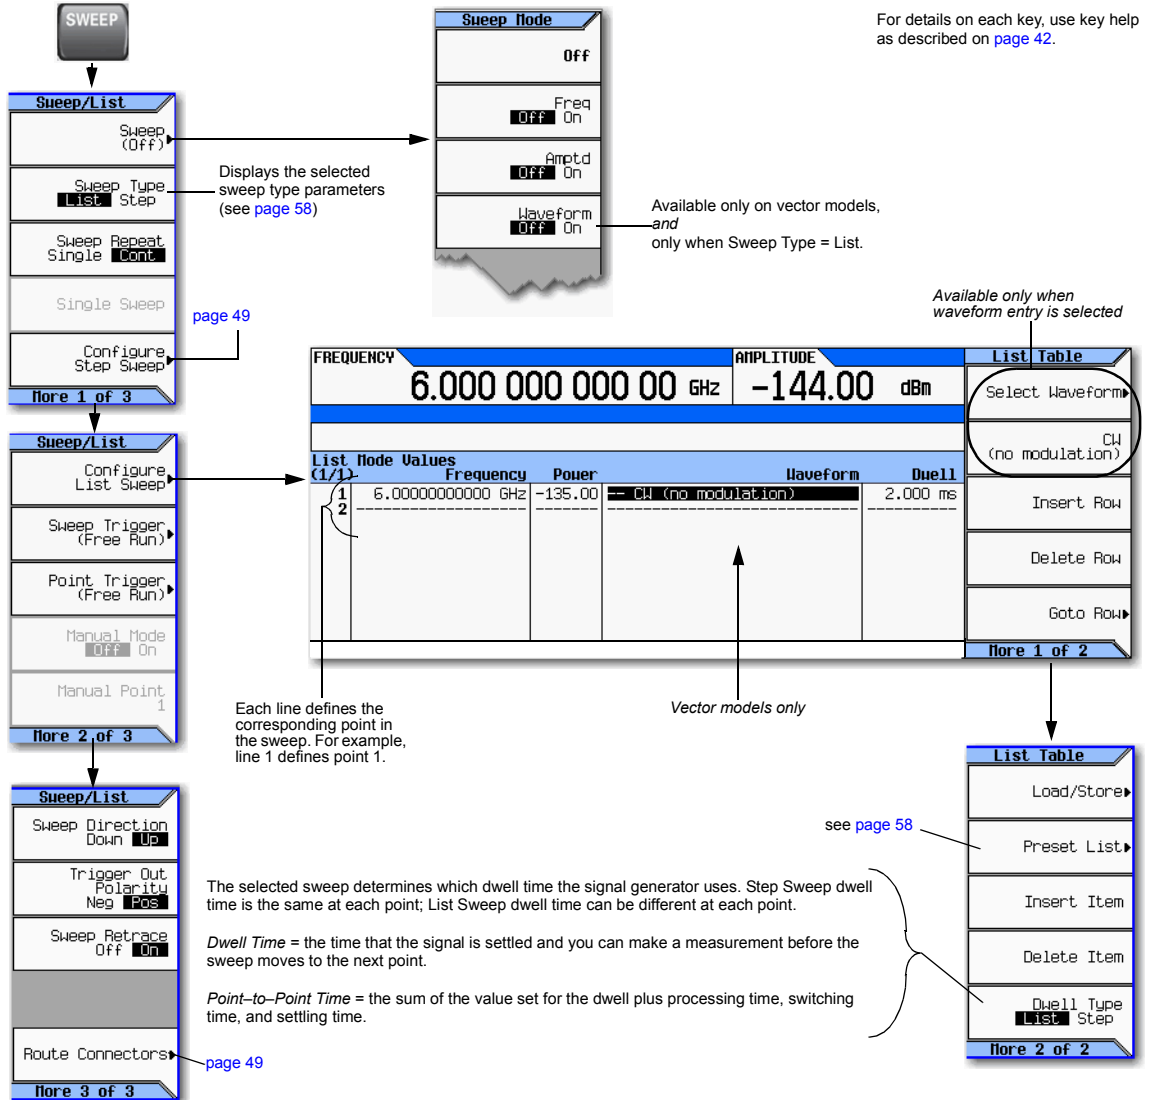 SWEEP
Sweep/List
Sweep
(Off)
Sweep Type
List Step
Sweep Repeat
Single Cont
Single Sweep
Configure
Step Sweep
More 1 of 3
Displays the selected
sweep type parameters
(see page 58)
page 49
Sweep Mode
Off
Freq
Off On
Amptd
Off On
Waveform
Off On
Available only on vector models,
and
only when Sweep Type = List.
For details on each key, use key help
as described on page 42.
Sweep/List
Configure
List Sweep
Sweep Trigger
(Free Run)
Point Trigger
(Free Run)
Manual Mode
Off On
Manual Point
1
More 2 of 3
Available only when
waveform entry is selected
FREQUENCY
6.000 000 000 00 GHz
AMPLITUDE
-144.00 dBm
List Mode Values
(1/1) Frequency Power Waveform Dwell
1 6.00000000000 GHz -135.00 -- CW (no modulation) 2.000 ms
2 ----------------- ------- ------------------------- ---------
List Table
Select Waveform
CW
(no modulation)
Insert Row
Delete Row
Goto Row
More 1 of 2
Each line defines the
corresponding point in
the sweep. For example,
line 1 defines point 1.
Vector models only
Sweep/List
Sweep Direction
Down Up
Trigger Out
Polarity
Neg Pos
Sweep Retrace
Off On
Route Connectors
More 3 of 3
page 49
see page 58
The selected sweep determines which dwell time the signal generator uses. Step Sweep dwell
time is the same at each point; List Sweep dwell time can be different at each point.
Dwell Time = the time that the signal is settled and you can make a measurement before the
sweep moves to the next point.
Point–to–Point Time = the sum of the value set for the dwell plus processing time, switching
time, and settling time.
List Table
Load/Store
Preset List
Insert Item
Delete Item
Dwell Type
List Step
More 2 of 2